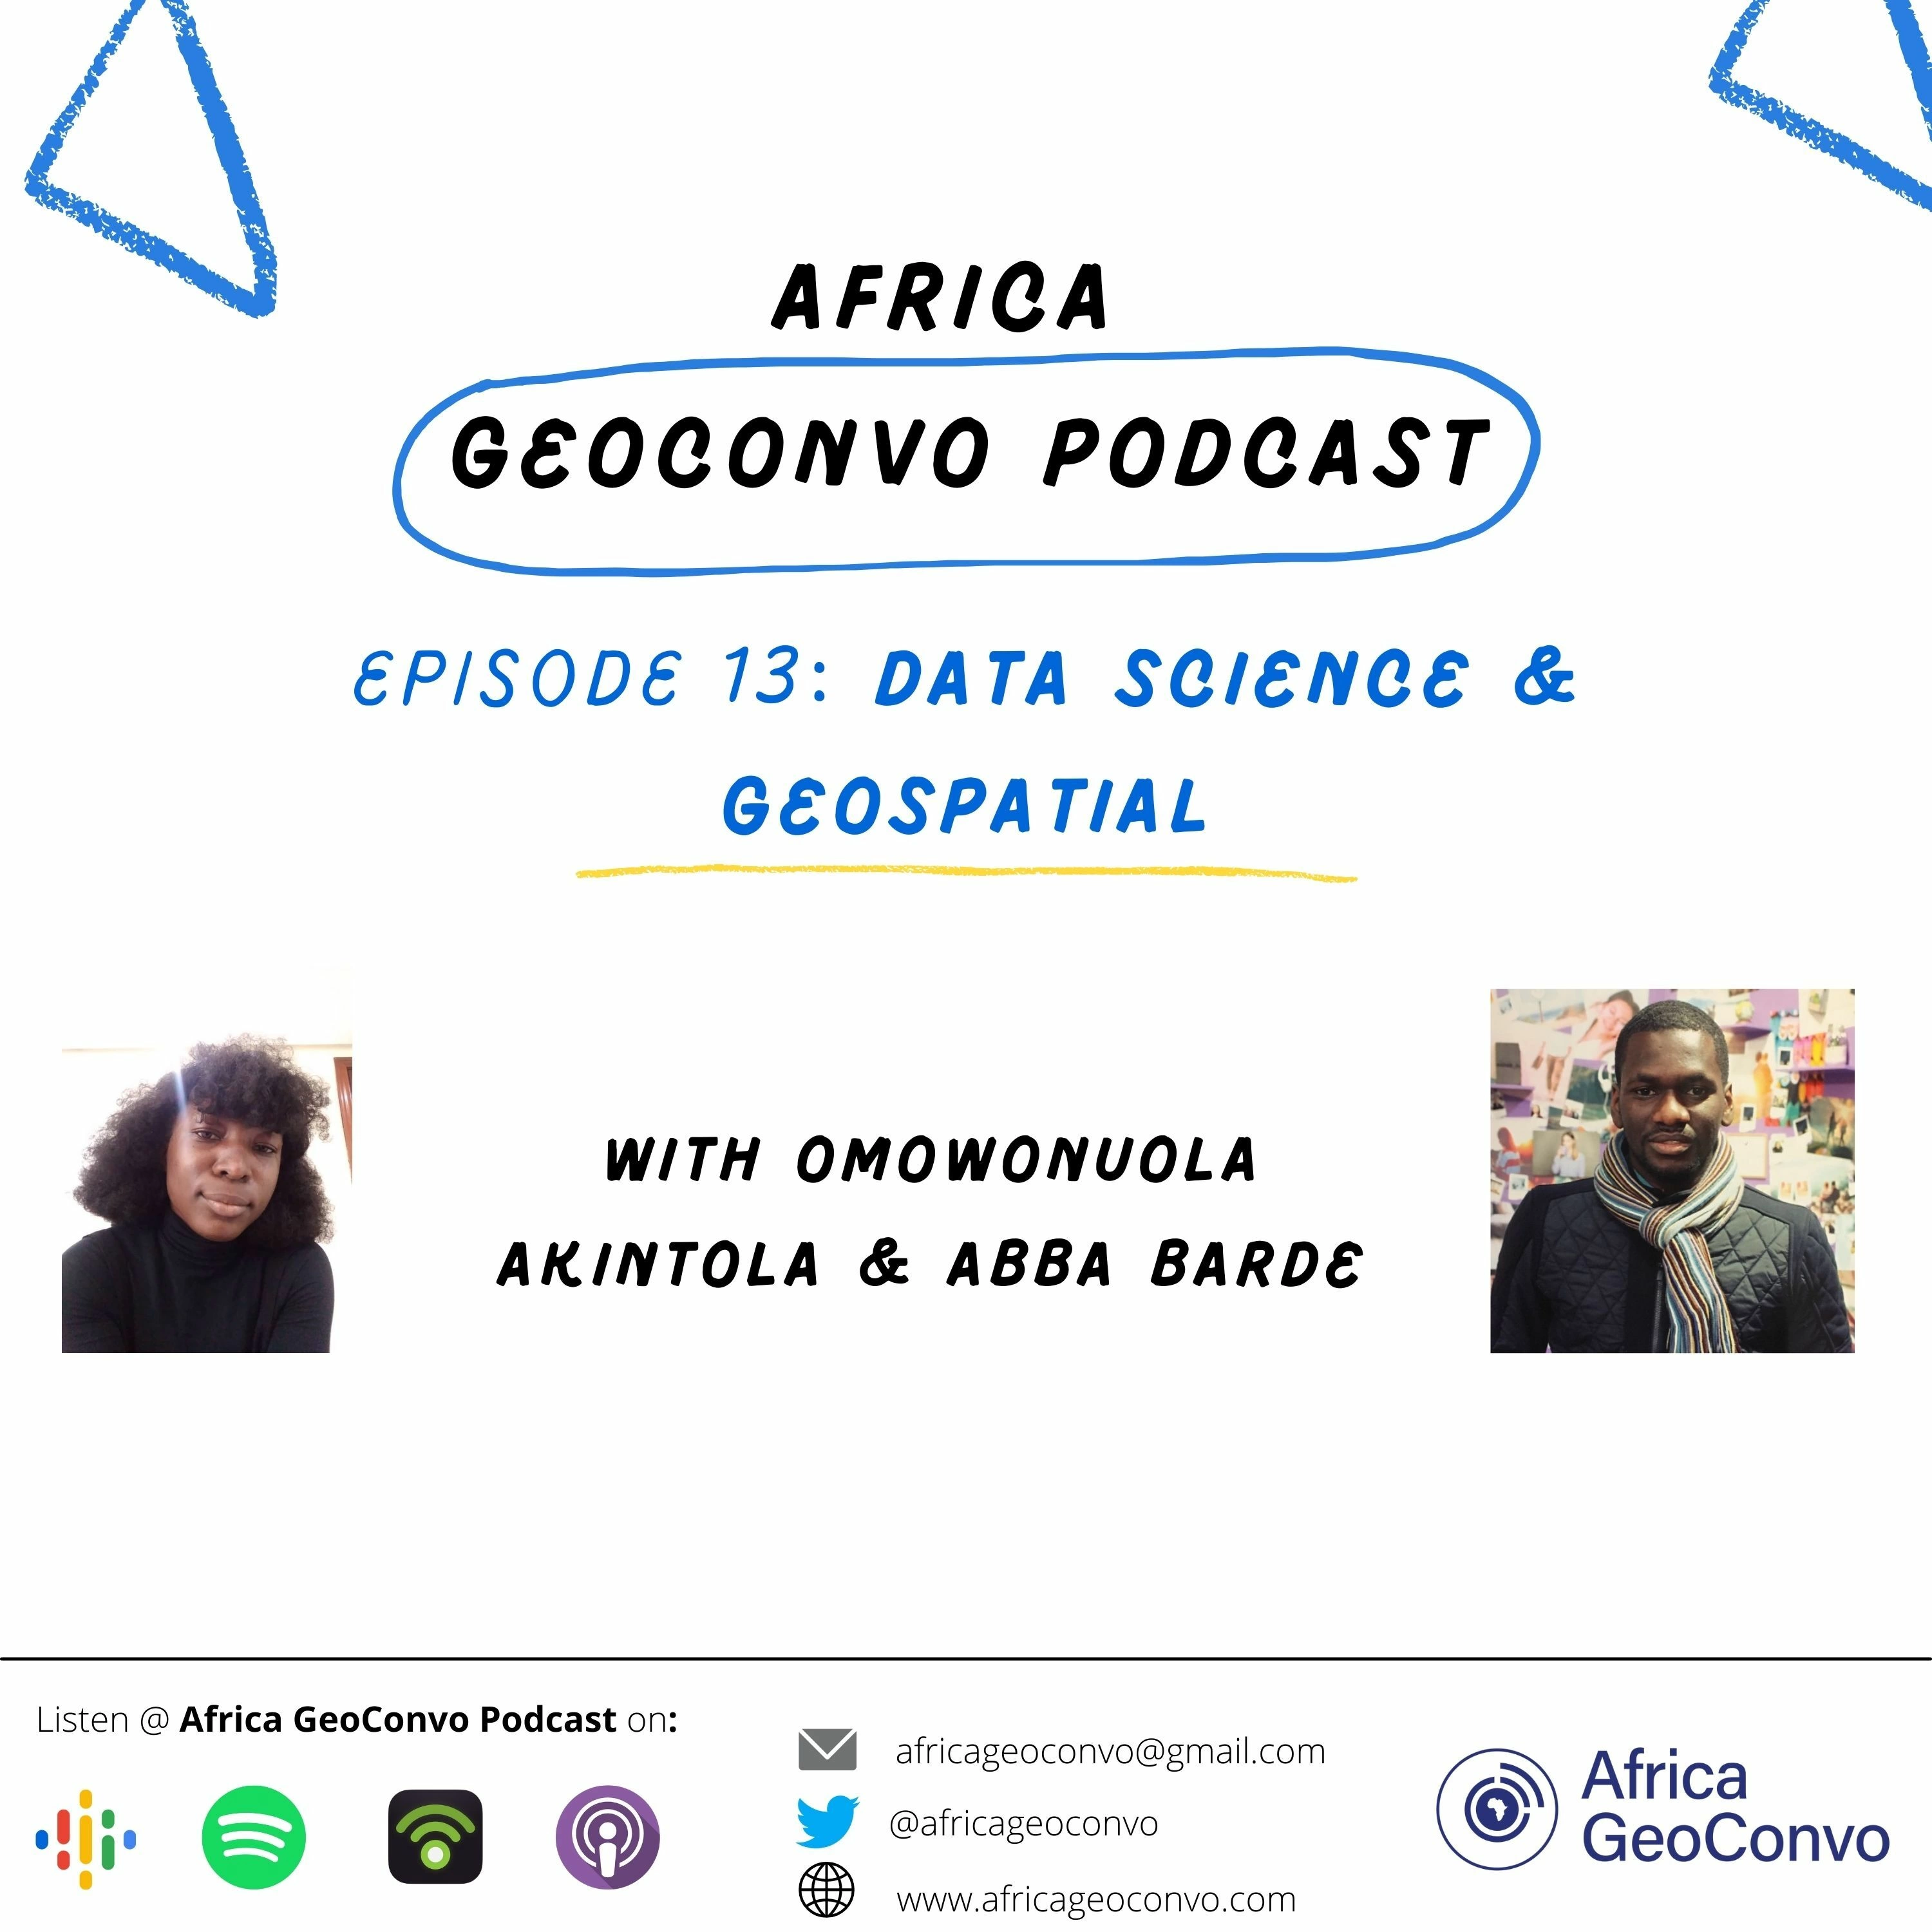 AFRICA
GEOCONVO PODCAST
EPISODE 13: DATA SCIENCE &
GEOSPATIAL
WITH OMOWONUOLA
AKINTOLA & ABBA BARDE
Listen @ Africa GeoConvo Podcast on:
africageoconvo@gmail.com
@africageoconvo
www.africageoconvo.com
Africa
GeoConvo